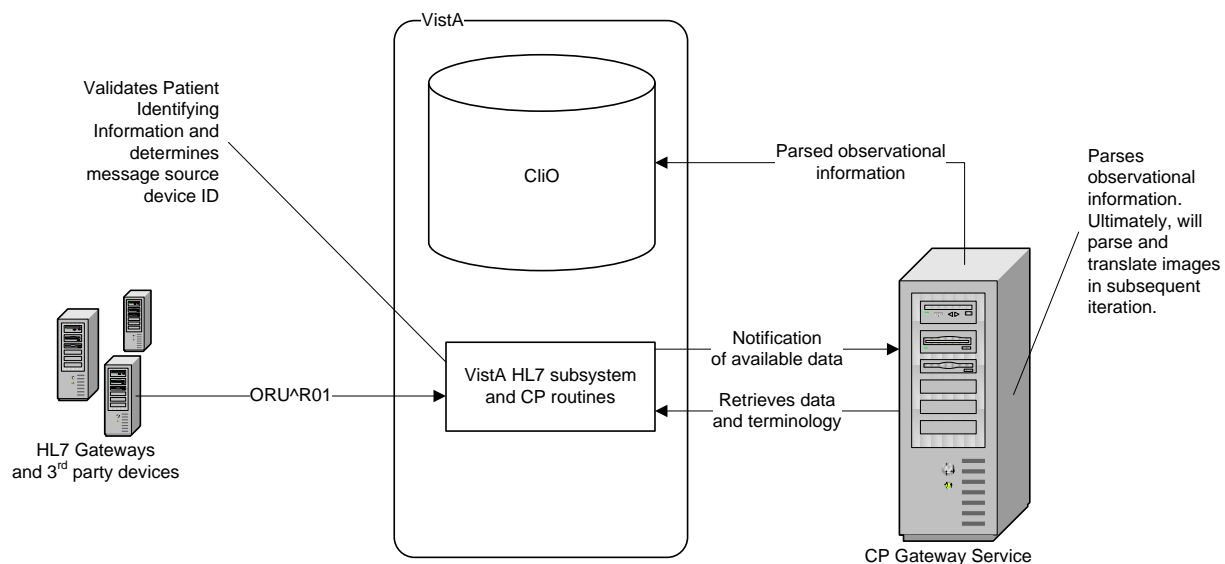 VistA
Validates Patient
Identifying
Information and
determines
message source
device ID
CliO
Parsed observational
information
Parses
observational
information.
Ultimately, will
parse and
translate images
in subsequent
iteration.
Notification
of available data
VistA HL7 subsystem
and CP routines
ORU^R01
Retrieves data
and terminology
HL7 Gateways
and 3rd party devices
CP Gateway Service